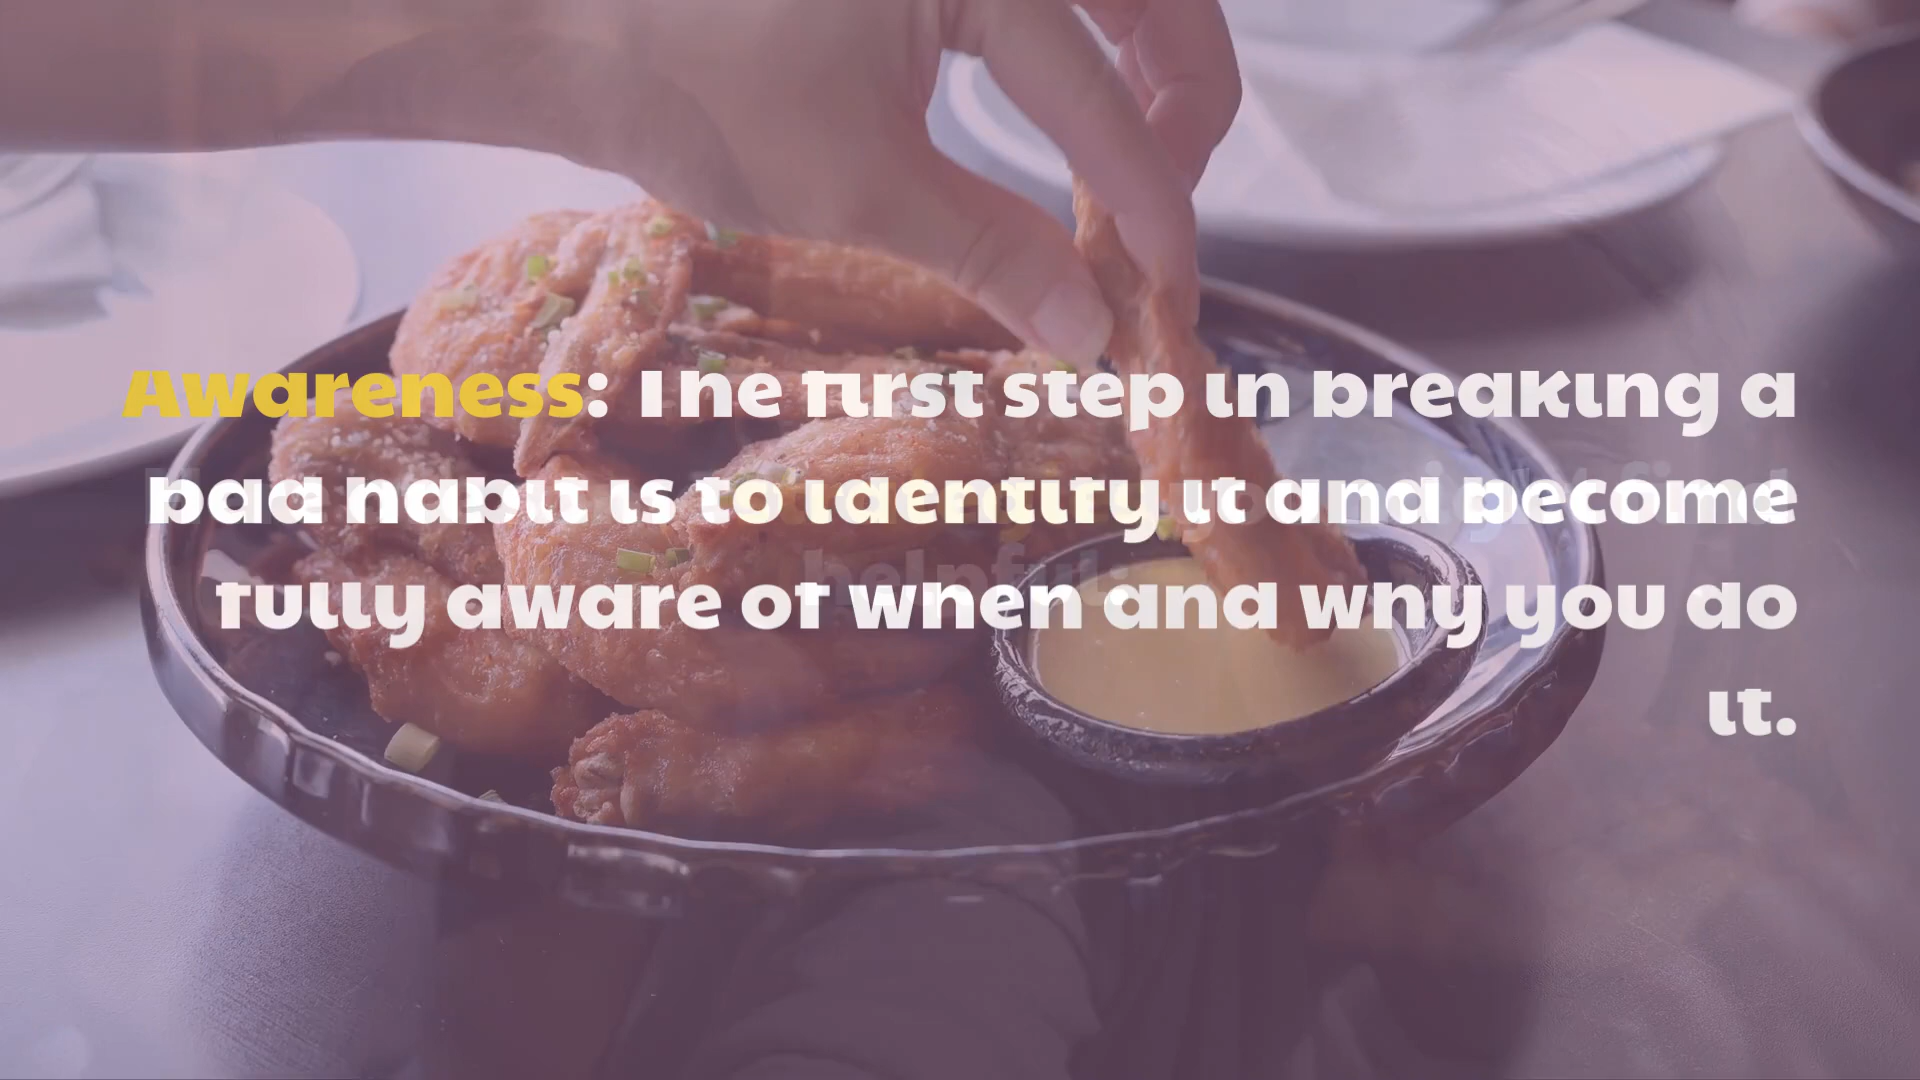 Awareness: The first step in breaking a
bad habit is to identify it and become
fully aware of when and why you do
it.
helpful: